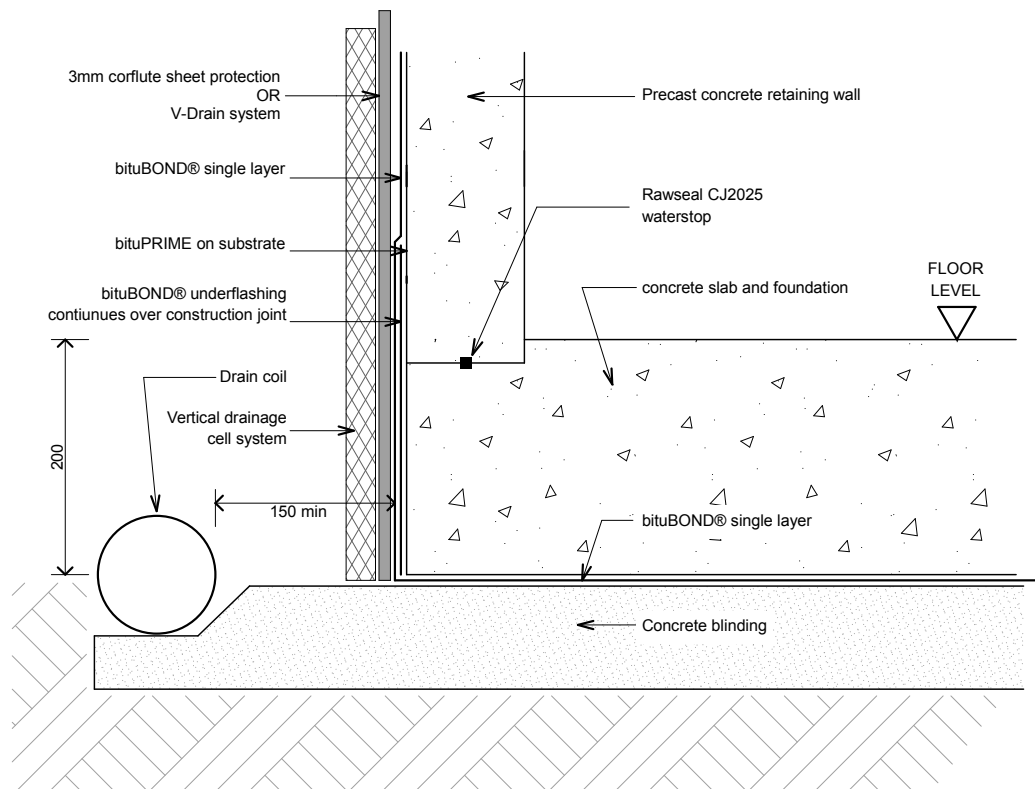 3mm corflute sheet protection
OR
V-Drain system
bituBOND® single layer
bituPRIME on substrate
bituBOND® underflashing
contiunues over construction joint
Drain coil
Vertical drainage
cell system
200
150 min
Precast concrete retaining wall
Rawseal CJ2025
waterstop
concrete slab and foundation
FLOOR
LEVEL
bituBOND® single layer
Concrete blinding